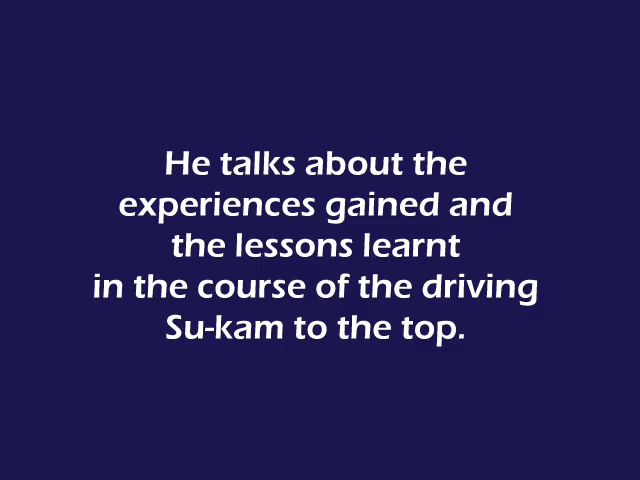 He talks about the
experiences gained and
the lessons learnt
in the course of the driving
Su-kam to the top.